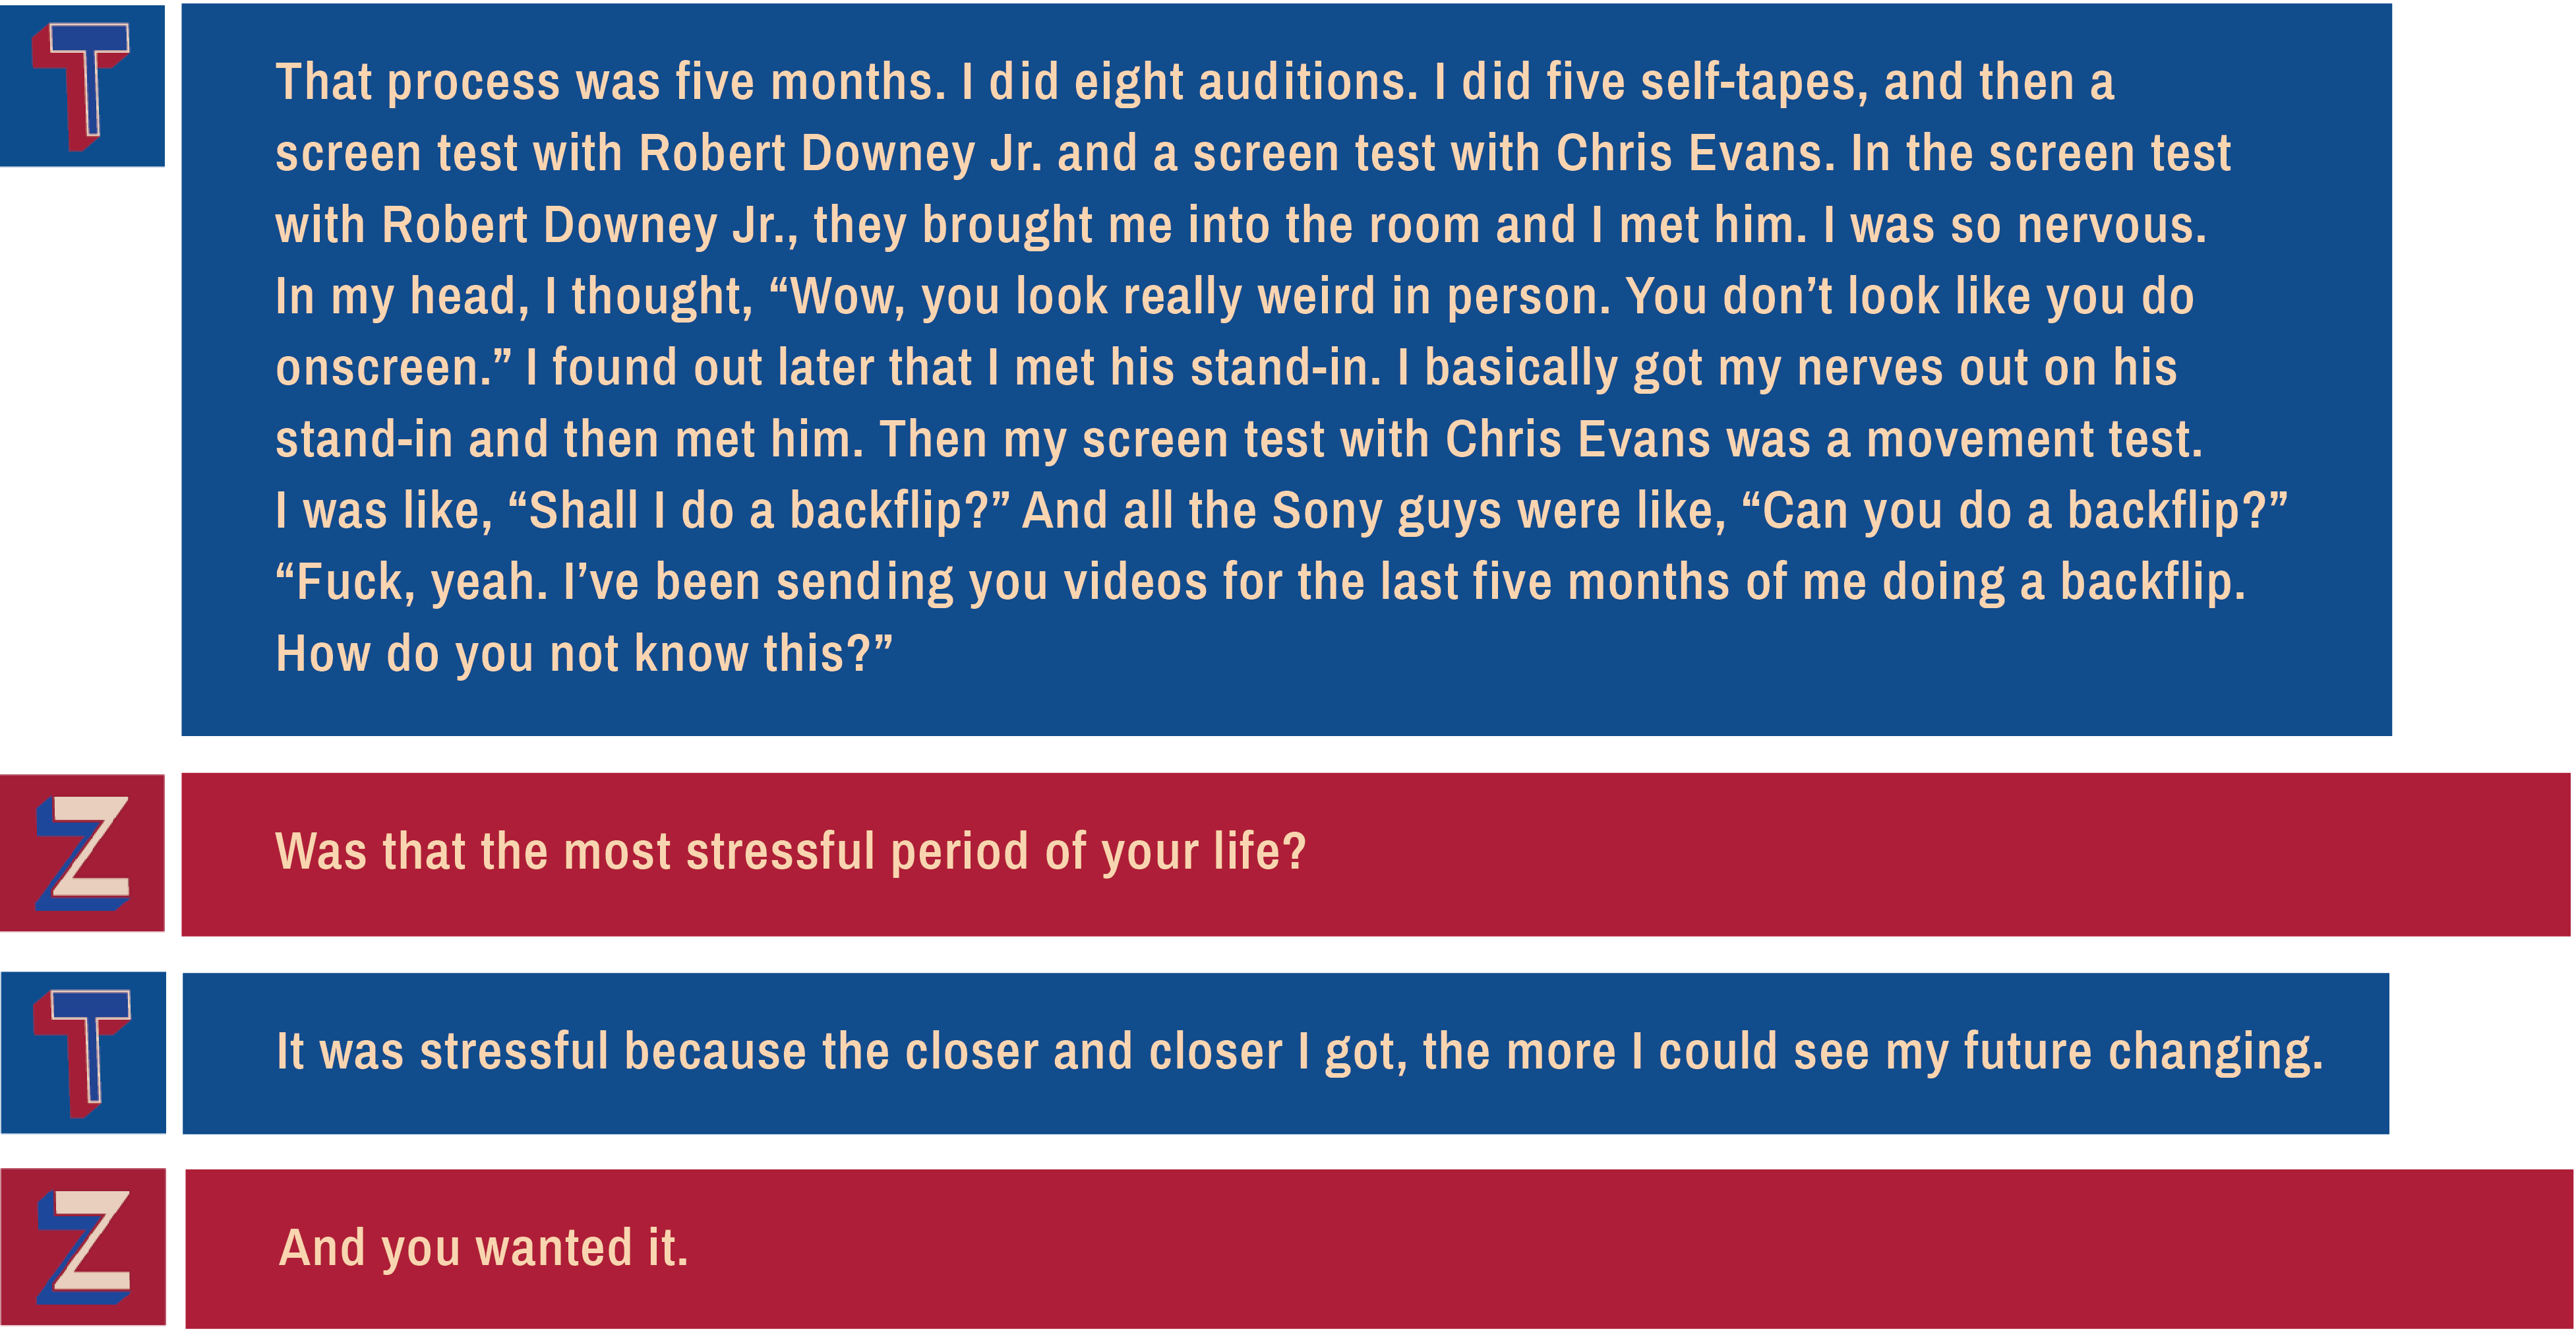 T
That process was five months. I did eight auditions. I did five self-tapes, and then a
screen test with Robert Downey Jr. and a screen test with Chris Evans. In the screen test
with Robert Downey Jr., they brought me into the room and I met him. I was so nervous.
In my head, I thought, “Wow, you look really weird in person. You don’t look like you do
onscreen.” I found out later that I met his stand-in. I basically got my nerves out on his
stand-in and then met him. Then my screen test with Chris Evans was a movement test.
I was like, “Shall I do a backflip?” And all the Sony guys were like, “Can you do a backflip?”
“Fuck, yeah. I’ve been sending you videos for the last five months of me doing a backflip.
How do you not know this?”
Z
Was that the most stressful period of your life?
T
It was stressful because the closer and closer I got, the more I could see my future changing.
Z
And you wanted it.